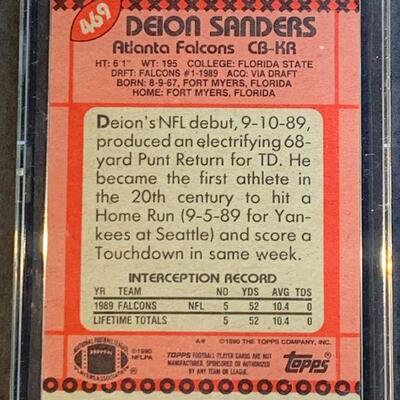 469
DEION SANDERS
Atlanta Falcons CB-KR
HT: 6'1" WT: 195 COLLEGE: FLORIDA STATE
DRFT: FALCONS #1-1989 ACQ: VIA DRAFT
BORN: 8-9-67, FORT MYERS, FLORIDA
HOME: FORT MYERS, FLORIDA
Deion's NFL debut, 9-10-89,
produced an electrifying 68-
yard Punt Return for TD. He
became the first athlete in
the 20th century to hit a
Home Run (9-5-89 for Yan-
kees at Seattle) and score a
Touchdown in same week.
INTERCEPTION RECORD
YR TEAM NO YDS AVG TDS
1989 FALCONS NFL 5 52 10.4 0
LIFETIME TOTALS 5 52 10.4 0
A* ©1990 THE TOPPS COMPANY, INC.
NATIONAL FOOTBALL LEAGUE
PLAYERS ASSOCIATION
©1990
NFLPA
TOPPS FOOTBALL PLAYER CARDS ARE NOT
MANUFACTURED, SPONSORED OR AUTHORIZED
BY ANY TEAM OR LEAGUE.
TOPPS